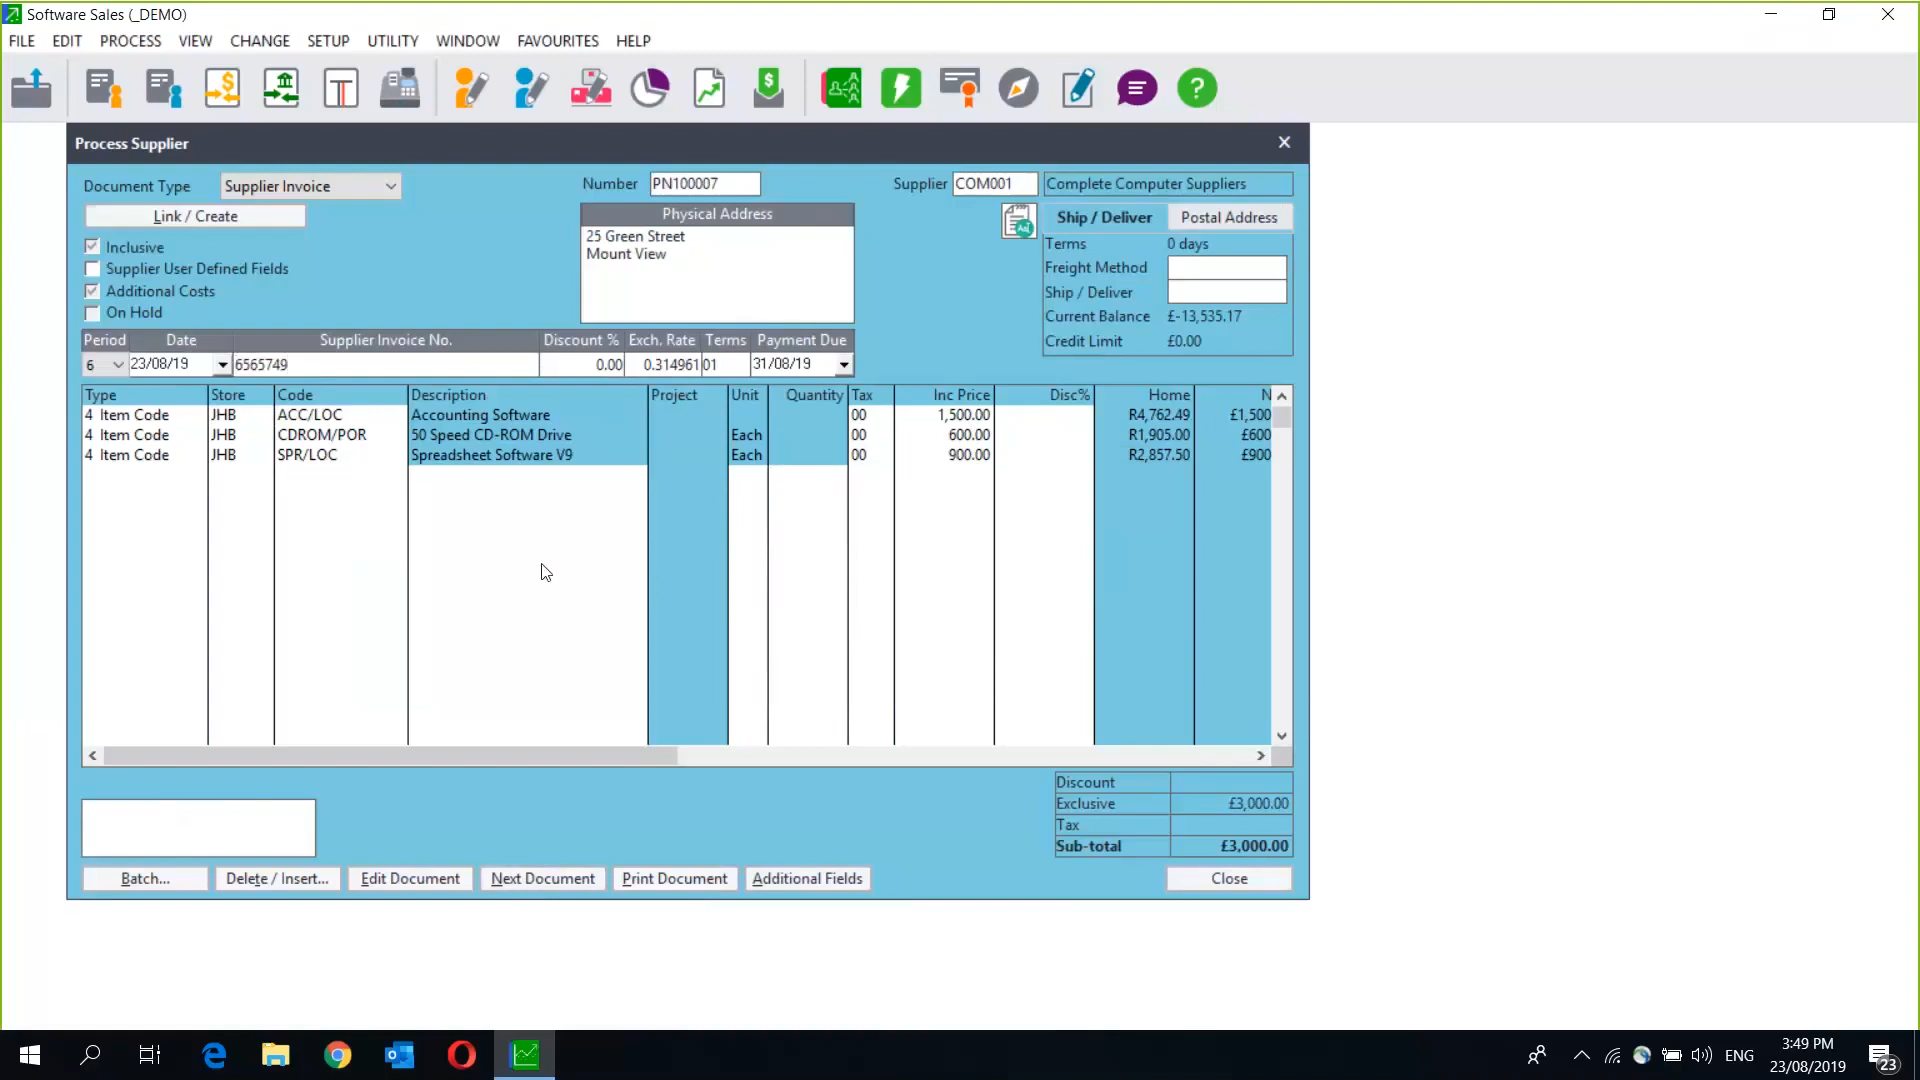 Software Sales (_DEMO)
FILE EDIT PROCESS VIEW CHANGE SETUP UTILITY WINDOW FAVOURITES HELP
Process Supplier
Document Type Supplier Invoice Number PN100007 Supplier COM001 Complete Computer Suppliers
Link / Create
Physical Address
25 Green Street
Mount View
Ship / Deliver Postal Address
Inclusive
Supplier User Defined Fields
Additional Costs
On Hold
Terms 0 days
Freight Method
Ship / Deliver
Current Balance £-13,535.17
Credit Limit £0.00
Period Date Supplier Invoice No. Discount % Exch. Rate Terms Payment Due
6 23/08/19 6565749 0.00 0.314961 01 31/08/19
Type Store Code Description Project Unit Quantity Tax Inc Price Disc% Home N
4 Item Code JHB ACC/LOC Accounting Software 00 1,500.00 R4,762.49 £1,500
4 Item Code JHB CDROM/POR 50 Speed CD-ROM Drive Each 00 600.00 R1,905.00 £600
4 Item Code JHB SPR/LOC Spreadsheet Software V9 Each 00 900.00 R2,857.50 £900
Discount
Exclusive £3,000.00
Tax
Sub-total £3,000.00
Batch... Delete / Insert... Edit Document Next Document Print Document Additional Fields Close
ENG
3:49 PM
23/08/2019
23